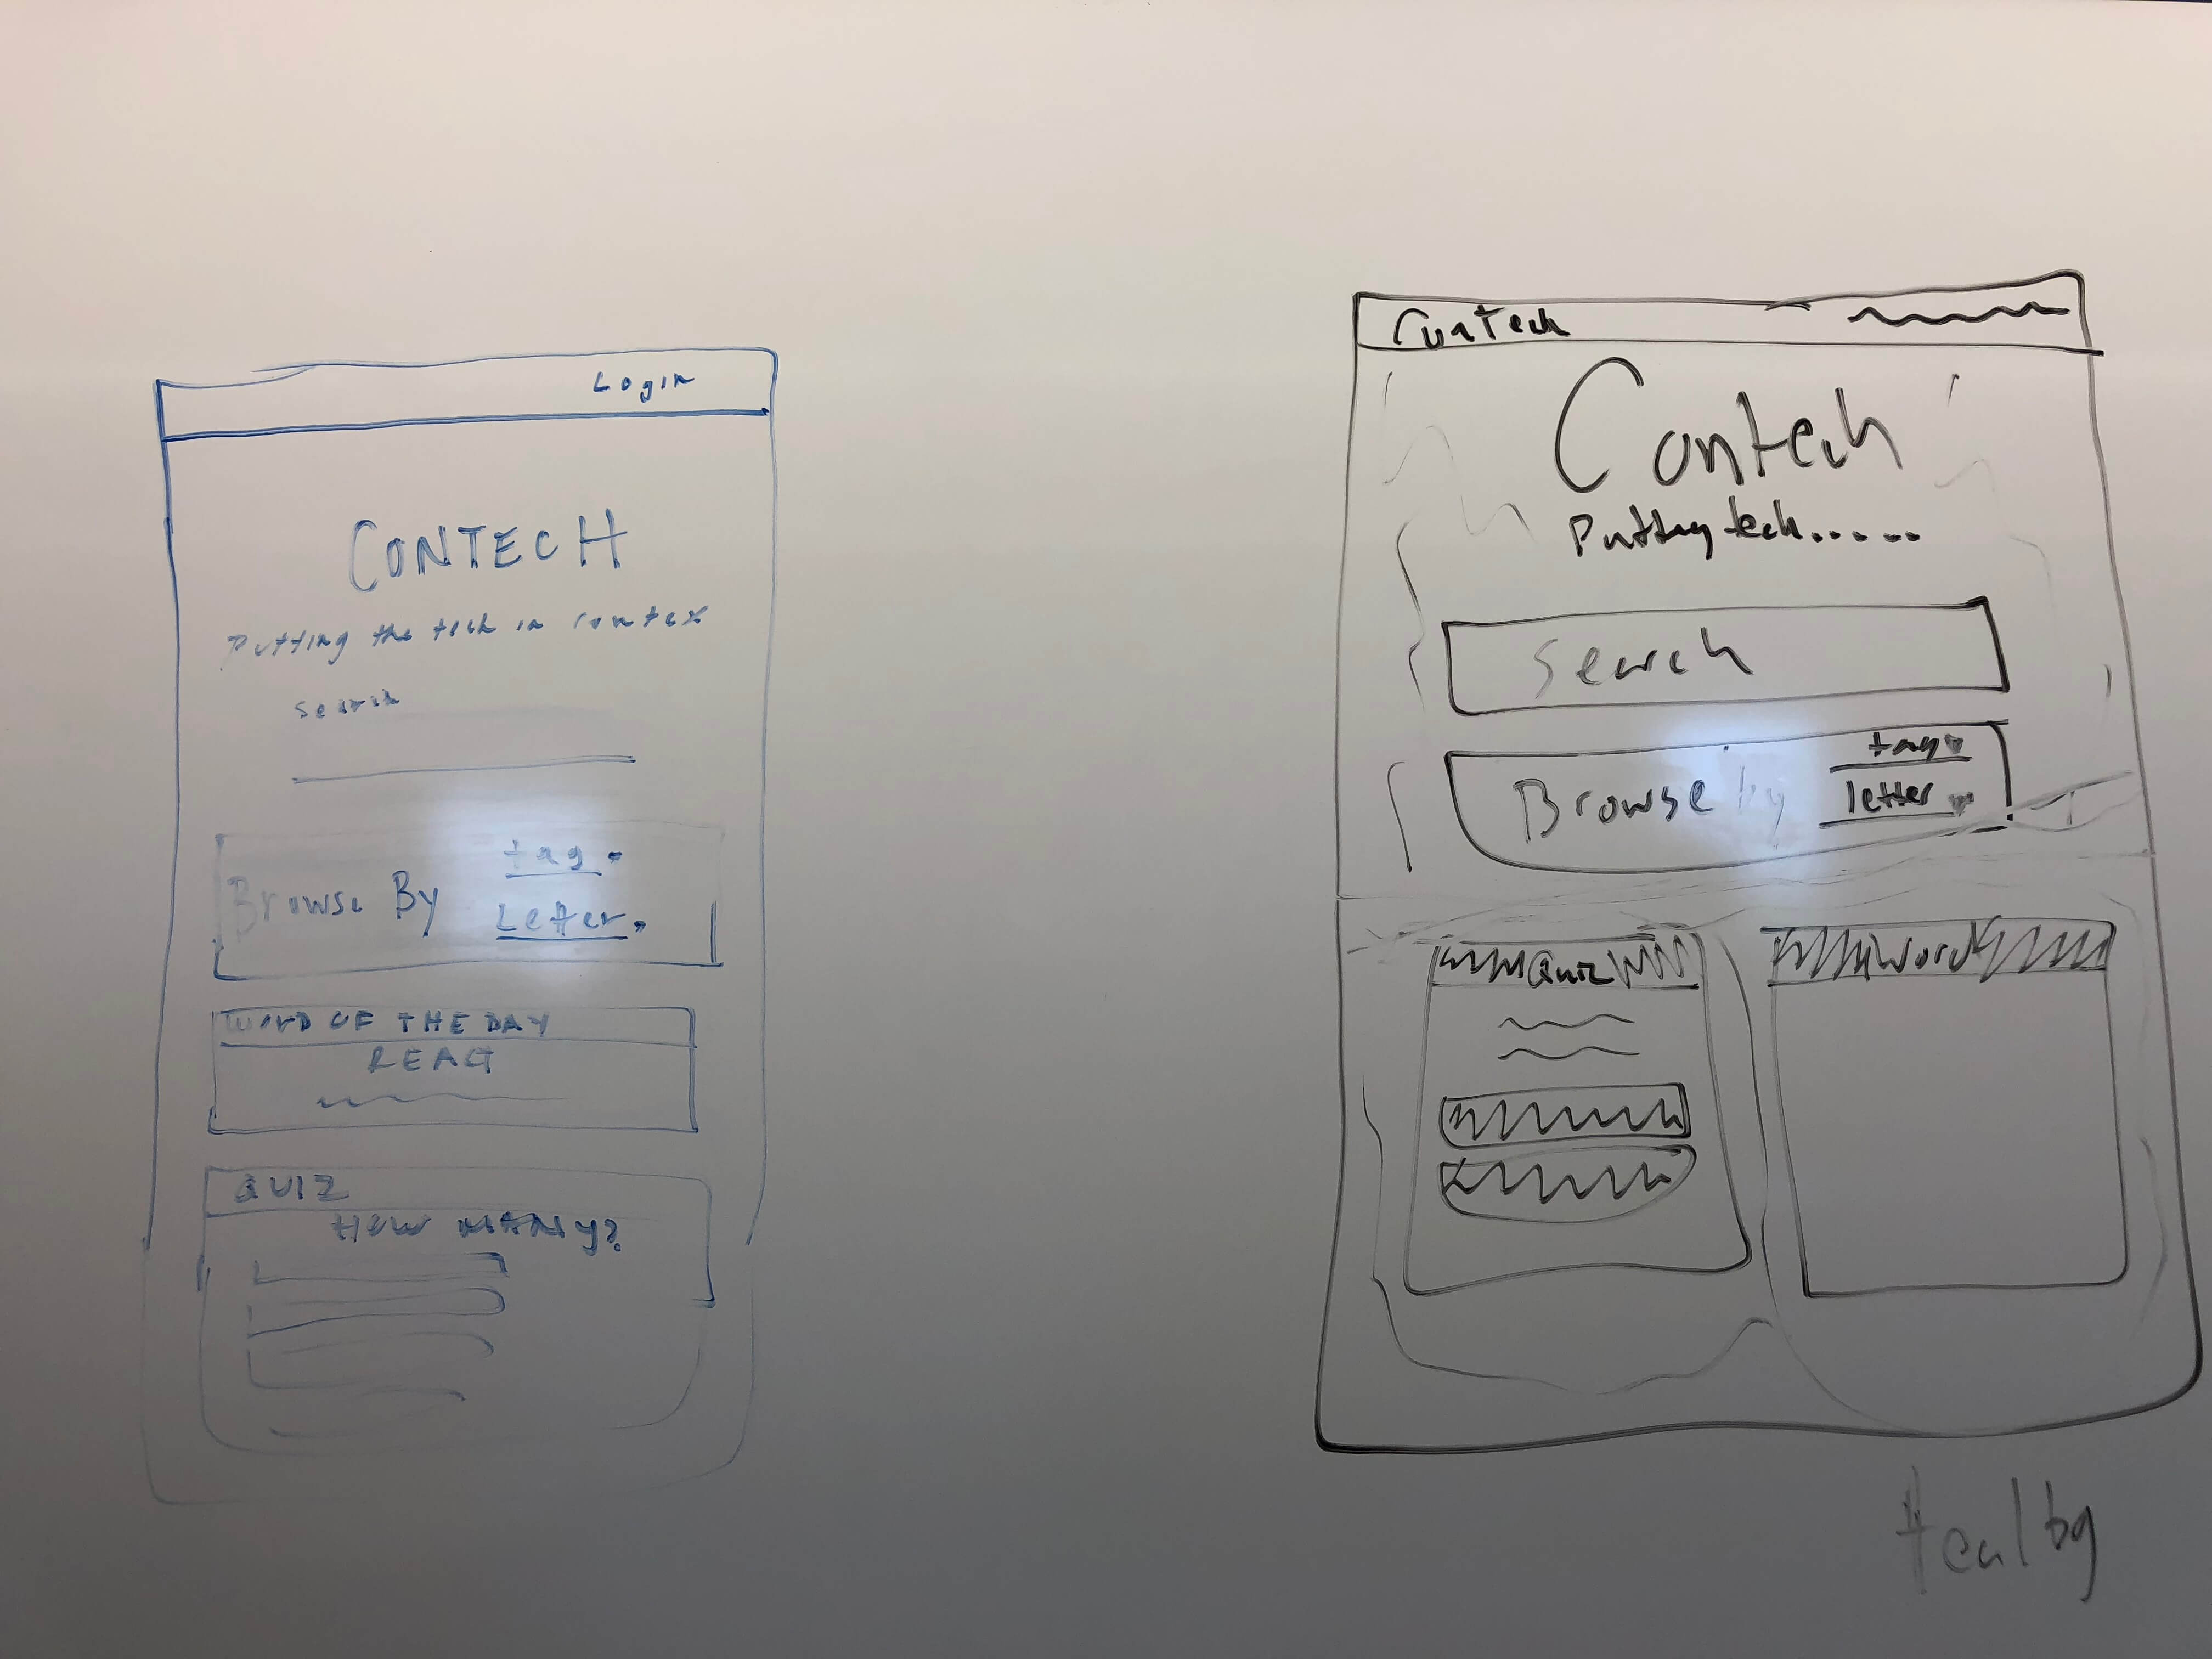 Login
CONTECH
Putting the tech in contex
search
Browse By
tag
Letter
WORD OF THE DAY
REACT
QUIZ
HOW MANY?
Contech
Contech
Putting tech......
Search
Browse by
tag
letter
Quiz
Word
teal bg